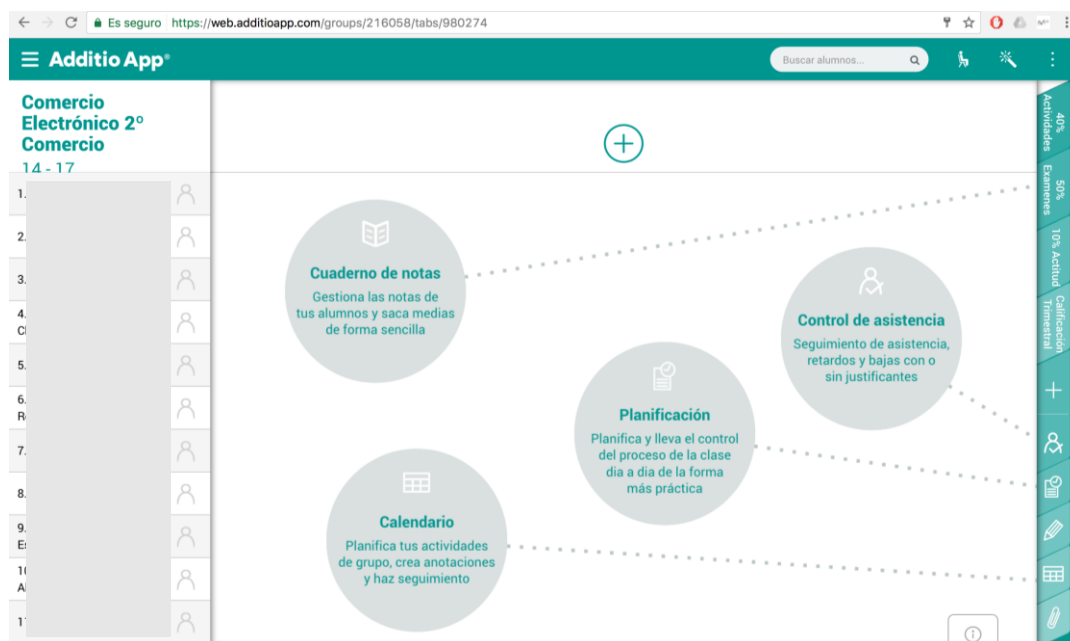 Es seguro https://web.additioapp.com/groups/216058/tabs/980274
Additio App®
Buscar alumnos...
Comercio
Electrónico 2º
Comercio
14 - 17
1.
2.
3.
4.
Cl
5.
6.
R
7.
8.
9.
E
10
A
11
Cuaderno de notas
Gestiona las notas de
tus alumnos y saca medias
de forma sencilla
Control de asistencia
Seguimiento de asistencia,
retardos y bajas con o
sin justificantes
Planificación
Planifica y lleva el control
del proceso de la clase
dia a dia de la forma
más práctica
Calendario
Planifica tus actividades
de grupo, crea anotaciones
y haz seguimiento
40%
Actividades
50%
Examenes
10% Actitud
Calificación
Trimestral